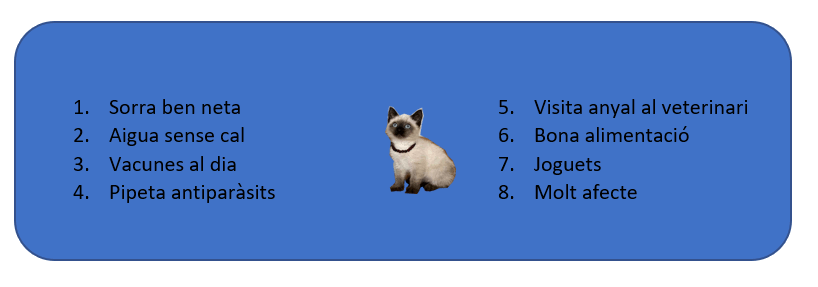 1. Sorra ben neta
2. Aigua sense cal
3. Vacunes al dia
4. Pipeta antiparàsits
5. Visita anyal al veterinari
6. Bona alimentació
7. Joguets
8. Molt afecte